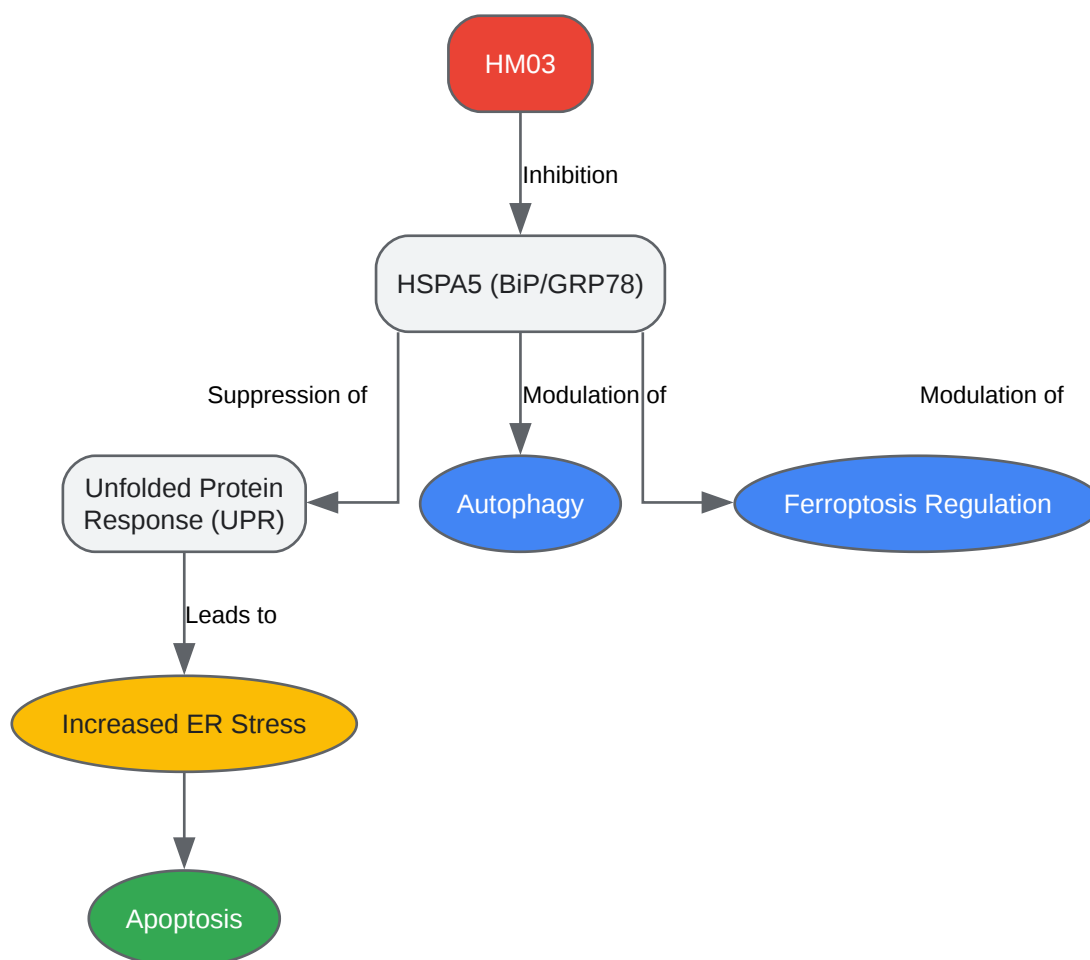 HM03
Inhibition
HSPA5 (BiP/GRP78)
Suppression of
Modulation of
Modulation of
Unfolded Protein
Response (UPR)
Autophagy
Ferroptosis Regulation
Leads to
Increased ER Stress
Apoptosis